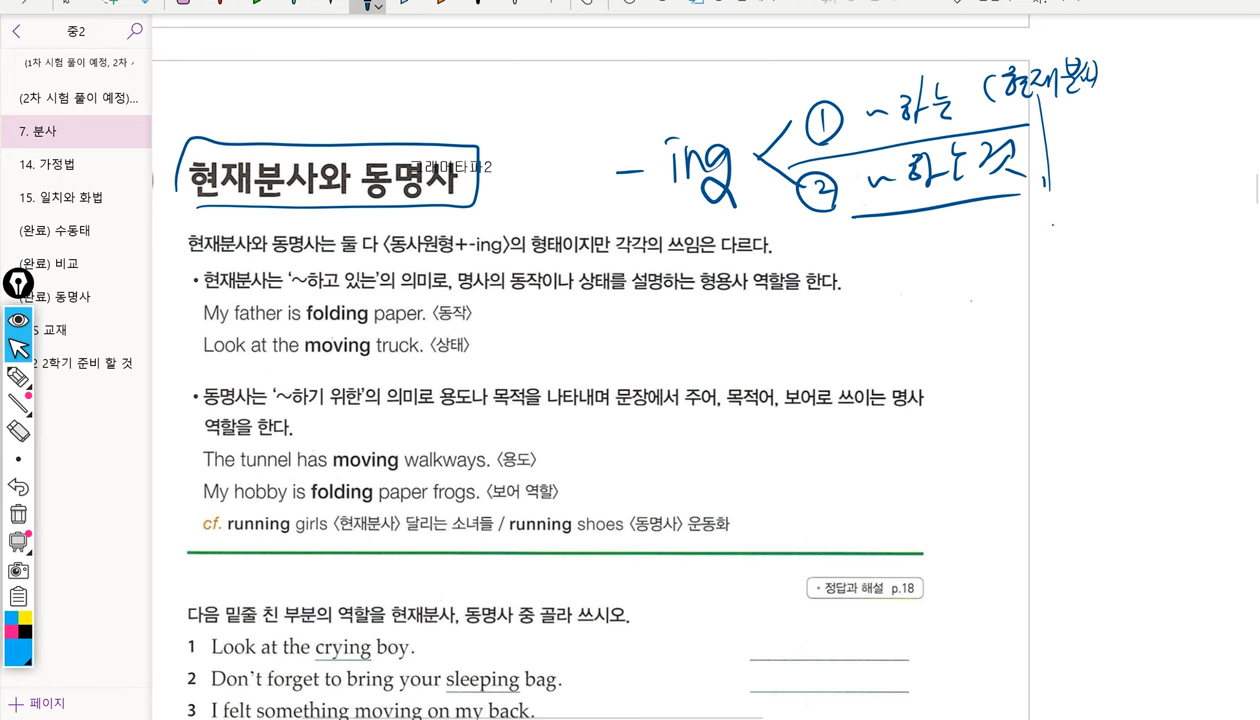 중2
(1차 시험 풀이 예정, 2차
(2차 시험 풀이 예정)...
7. 분사
14. 가정법
15. 일치와 화법
(완료) 수동태
(완료) 비교
(완료) 동명사
교재
2학기 준비 할 것
페이지
① ~하는 (현재분사)
- ing
② ~하는 것
현재분사와 동명사
그래머타파2
현재분사와 동명사는 둘 다 〈동사원형+-ing〉의 형태이지만 각각의 쓰임은 다르다.
• 현재분사는 ‘~하고 있는’의 의미로, 명사의 동작이나 상태를 설명하는 형용사 역할을 한다.
My father is folding paper. 〈동작〉
Look at the moving truck. 〈상태〉
• 동명사는 ‘~하기 위한’의 의미로 용도나 목적을 나타내며 문장에서 주어, 목적어, 보어로 쓰이는 명사
역할을 한다.
The tunnel has moving walkways. 〈용도〉
My hobby is folding paper frogs. 〈보어 역할〉
cf. running girls 〈현재분사〉 달리는 소녀들 / running shoes 〈동명사〉 운동화
• 정답과 해설 p.18
다음 밑줄 친 부분의 역할을 현재분사, 동명사 중 골라 쓰시오.
1 Look at the crying boy.
2 Don’t forget to bring your sleeping bag.
3 I felt something moving on my back.